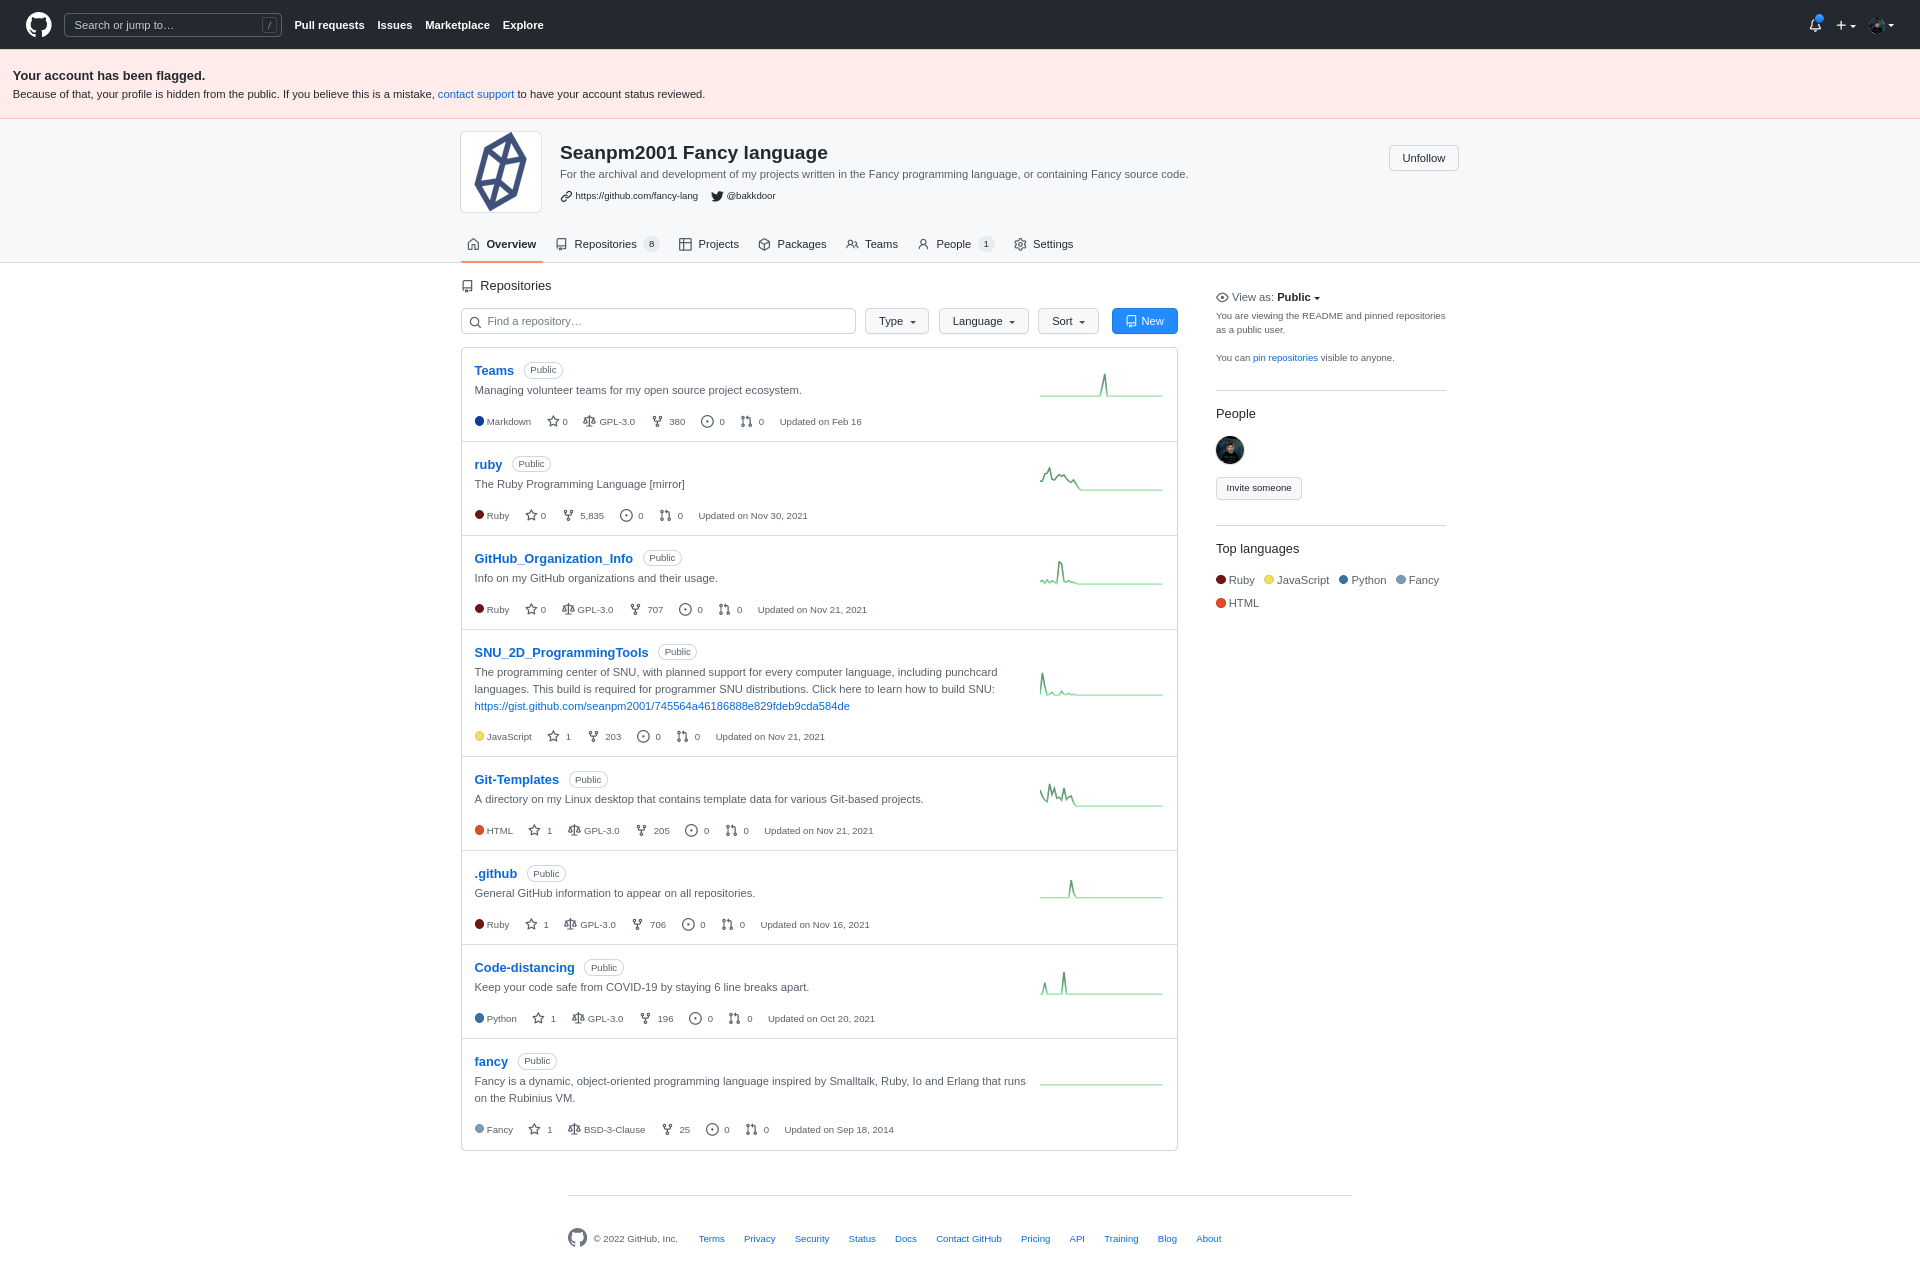 Search or jump to… /
Pull requests Issues Marketplace Explore
Your account has been flagged.
Because of that, your profile is hidden from the public. If you believe this is a mistake, contact support to have your account status reviewed.
Seanpm2001 Fancy language
Unfollow
For the archival and development of my projects written in the Fancy programming language, or containing Fancy source code.
https://github.com/fancy-lang @bakkdoor
Overview Repositories 8 Projects Packages Teams People 1 Settings
Repositories
Find a repository… Type Language Sort New
Teams Public
Managing volunteer teams for my open source project ecosystem.
Markdown 0 GPL-3.0 380 0 0 Updated on Feb 16
ruby Public
The Ruby Programming Language [mirror]
Ruby 0 5,835 0 0 Updated on Nov 30, 2021
GitHub_Organization_Info Public
Info on my GitHub organizations and their usage.
Ruby 0 GPL-3.0 707 0 0 Updated on Nov 21, 2021
SNU_2D_ProgrammingTools Public
The programming center of SNU, with planned support for every computer language, including punchcard
languages. This build is required for programmer SNU distributions. Click here to learn how to build SNU:
https://gist.github.com/seanpm2001/745564a46186888e829fdeb9cda584de
JavaScript 1 203 0 0 Updated on Nov 21, 2021
Git-Templates Public
A directory on my Linux desktop that contains template data for various Git-based projects.
HTML 1 GPL-3.0 205 0 0 Updated on Nov 21, 2021
.github Public
General GitHub information to appear on all repositories.
Ruby 1 GPL-3.0 706 0 0 Updated on Nov 16, 2021
Code-distancing Public
Keep your code safe from COVID-19 by staying 6 line breaks apart.
Python 1 GPL-3.0 196 0 0 Updated on Oct 20, 2021
fancy Public
Fancy is a dynamic, object-oriented programming language inspired by Smalltalk, Ruby, Io and Erlang that runs
on the Rubinius VM.
Fancy 1 BSD-3-Clause 25 0 0 Updated on Sep 18, 2014
View as: Public
You are viewing the README and pinned repositories
as a public user.
You can pin repositories visible to anyone.
People
Invite someone
Top languages
Ruby JavaScript Python Fancy
HTML
© 2022 GitHub, Inc. Terms Privacy Security Status Docs Contact GitHub Pricing API Training Blog About